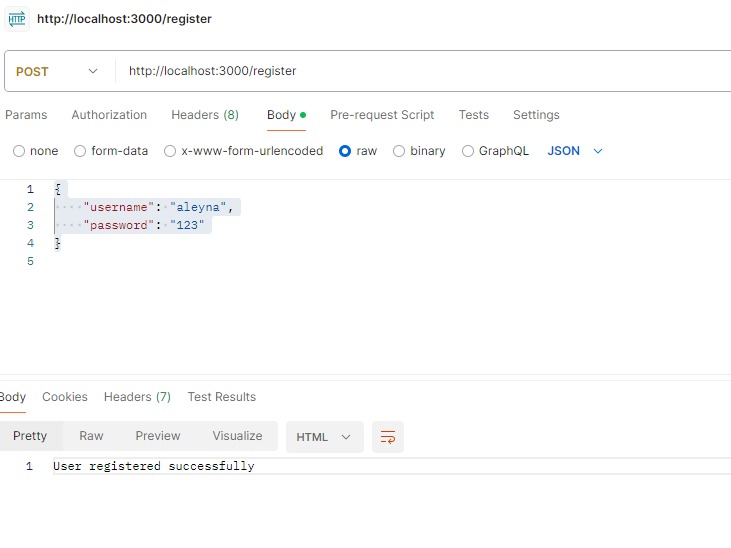 HTTP http://localhost:3000/register
POST http://localhost:3000/register
Params Authorization Headers (8) Body Pre-request Script Tests Settings
none form-data x-www-form-urlencoded raw binary GraphQL JSON
1 {
2 "username": "aleyna",
3 "password": "123"
4 }
5
Body Cookies Headers (7) Test Results
Pretty Raw Preview Visualize HTML
1 User registered successfully